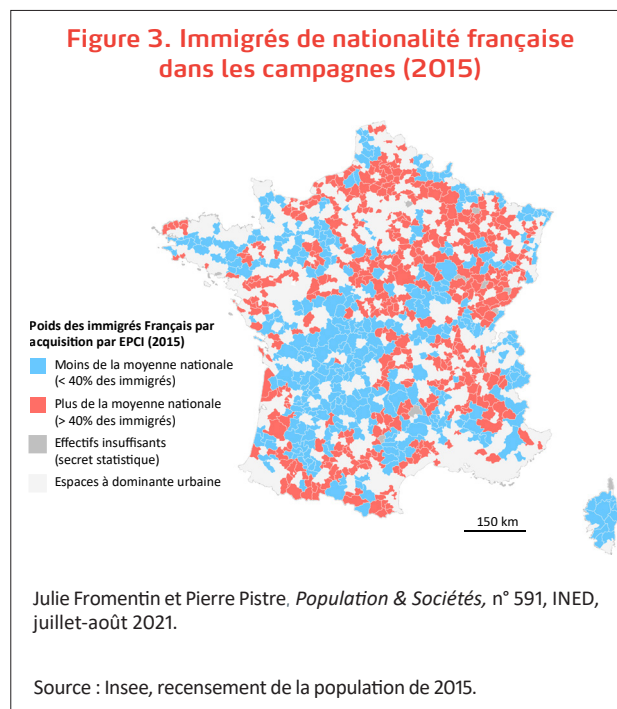 Figure 3. Immigrés de nationalité française
dans les campagnes (2015)
Poids des immigrés Français par
acquisition par EPCI (2015)
Moins de la moyenne nationale
(< 40% des immigrés)
Plus de la moyenne nationale
(> 40% des immigrés)
Effectifs insuffisants
(secret statistique)
Espaces à dominante urbaine
150 km
Julie Fromentin et Pierre Pistre, Population & Sociétés, n° 591, INED,
juillet-août 2021.
Source : Insee, recensement de la population de 2015.